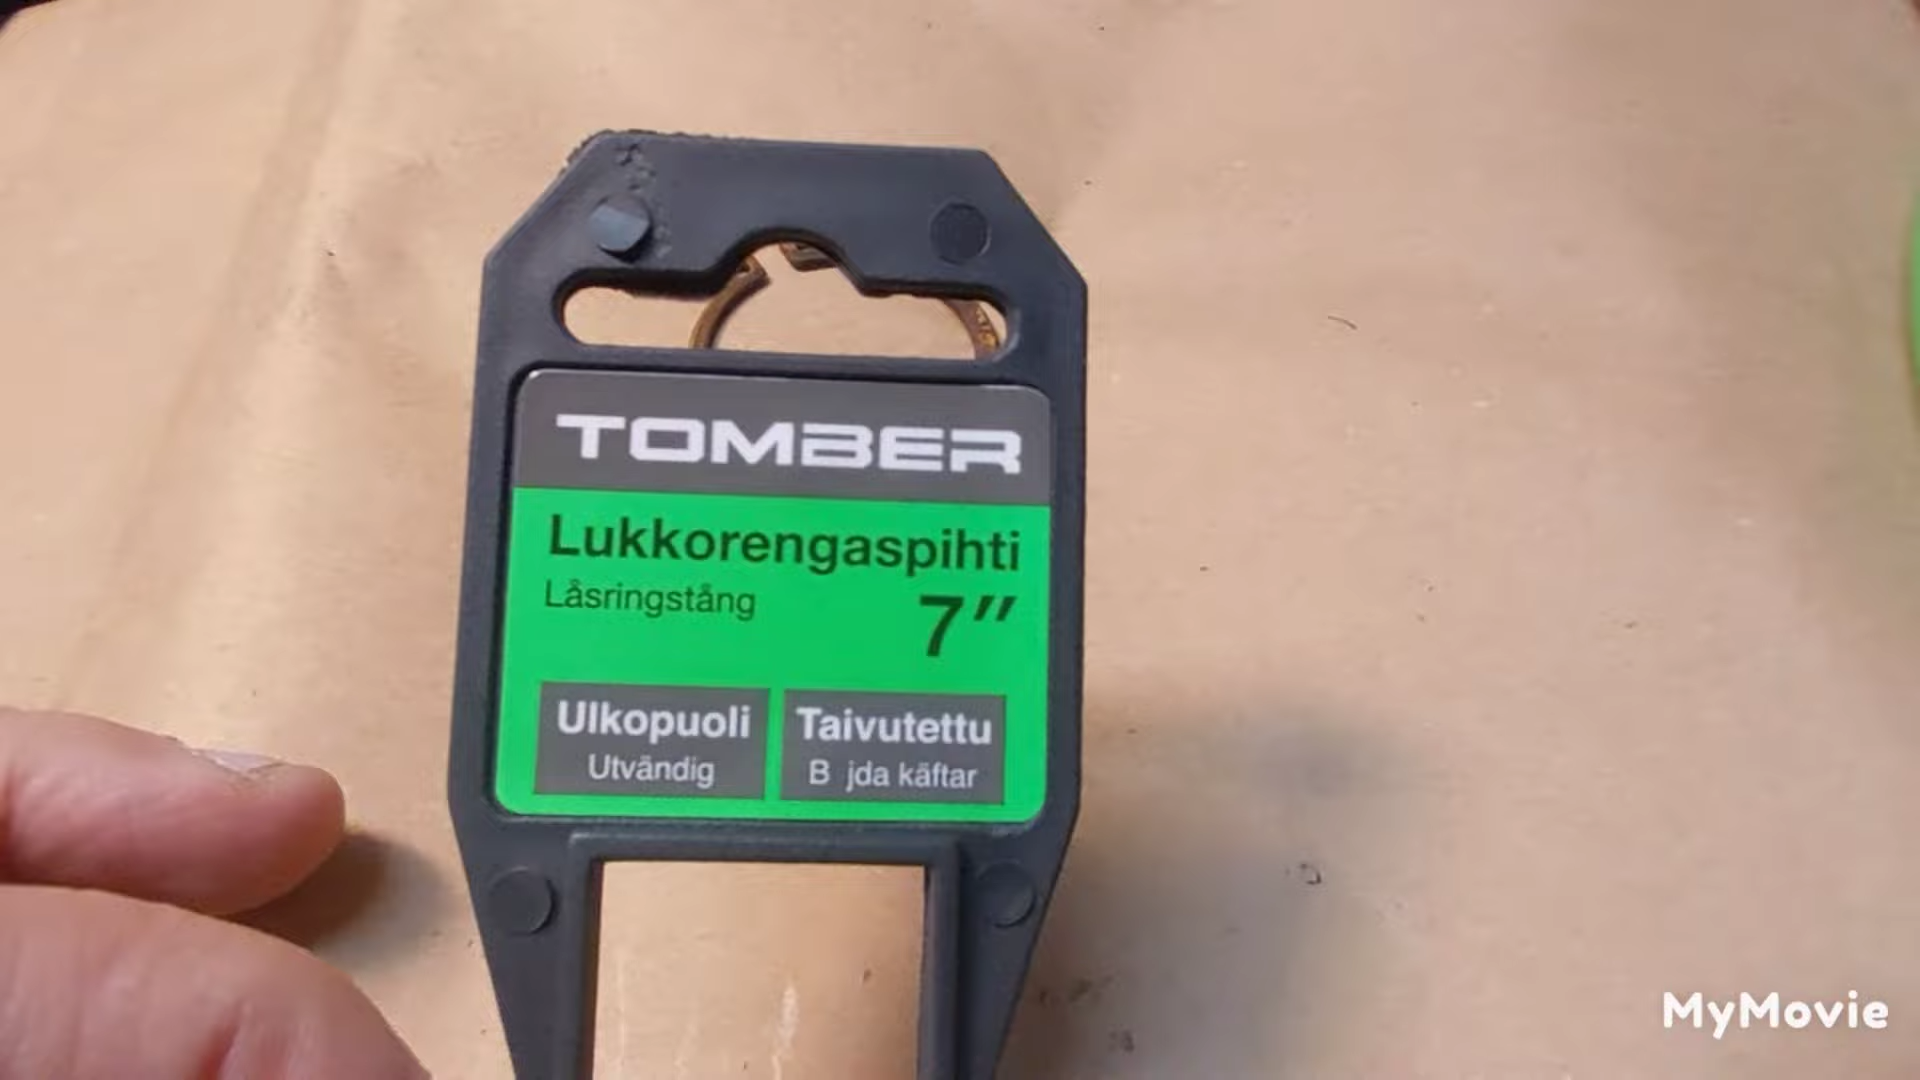 TOMBER
Lukkorengaspihti
Låsringstång
7"
Ulkopuoli
Utvändig
Taivutettu
B jda käftar
MyMovie